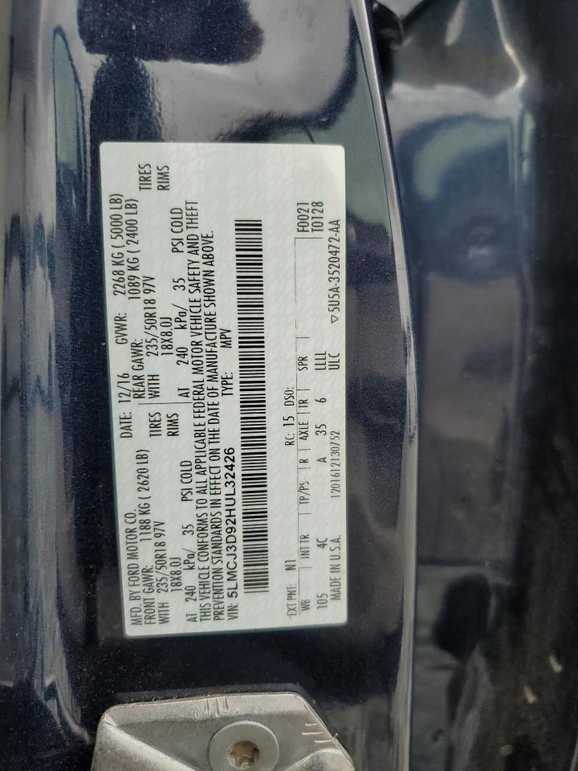 MFD. BY FORD MOTOR CO. DATE: 12/16 GVWR: 2268 KG ( 5000 LB)
FRONT GAWR: 1188 KG ( 2620 LB) REAR GAWR: 1089 KG ( 2400 LB)
WITH 235/50R18 97V TIRES WITH 235/50R18 97V TIRES
18X8.0J RIMS 18X8.0J RIMS
AT 240 kPa/ 35 PSI COLD AT 240 kPa/ 35 PSI COLD
THIS VEHICLE CONFORMS TO ALL APPLICABLE FEDERAL MOTOR VEHICLE SAFETY AND THEFT
PREVENTION STANDARDS IN EFFECT ON THE DATE OF MANUFACTURE SHOWN ABOVE.
VIN: 5LMCJ3D92HUL32426 TYPE: MPV
EXT PNT: N1 RC: 15 DSO: F0021
T0128
WB INT TR TP/PS R AXLE TR SPR
105 4C A 35 6 LLLL
ULC
MADE IN U.S.A. 1201612130752 ▽5U5A-3520472-AA